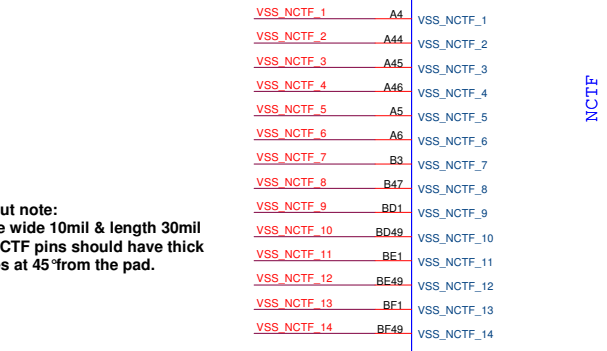 VSS_NCTF_1 A4 VSS_NCTF_1
VSS_NCTF_2 A44 VSS_NCTF_2
VSS_NCTF_3 A45 VSS_NCTF_3
VSS_NCTF_4 A46 VSS_NCTF_4
VSS_NCTF_5 A5 VSS_NCTF_5
VSS_NCTF_6 A6 VSS_NCTF_6
VSS_NCTF_7 B3 VSS_NCTF_7
VSS_NCTF_8 B47 VSS_NCTF_8
VSS_NCTF_9 BD1 VSS_NCTF_9
VSS_NCTF_10 BD49 VSS_NCTF_10
VSS_NCTF_11 BE1 VSS_NCTF_11
VSS_NCTF_12 BE49 VSS_NCTF_12
VSS_NCTF_13 BF1 VSS_NCTF_13
VSS_NCTF_14 BF49 VSS_NCTF_14
NCTF
ut note:
e wide 10mil & length 30mil
CTF pins should have thick
es at 45°from the pad.